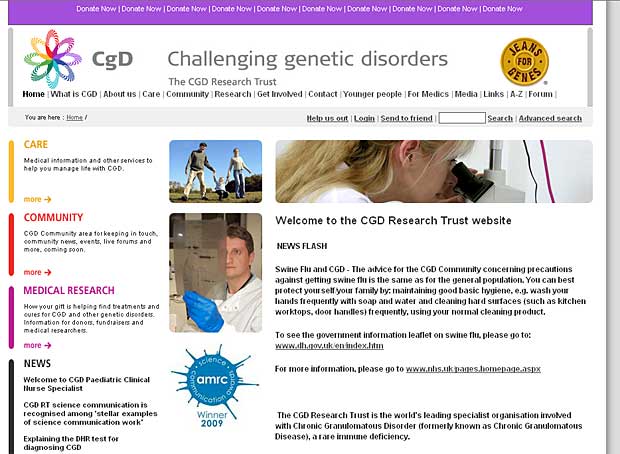 Donate Now | Donate Now | Donate Now | Donate Now | Donate Now | Donate Now | Donate Now | Donate Now | Donate Now | Donate Now
CgD Challenging genetic disorders
The CGD Research Trust
JEANS FOR GENES
Home | What is CGD | About us | Care | Community | Research | Get Involved | Contact | Younger people | For Medics | Media | Links | A-Z | Forum |
You are here : Home /
Help us out | Login | Send to friend | Search | Advanced search
CARE
Medical information and other services to
help you manage life with CGD.
more →
COMMUNITY
CGD Community area for keeping in touch,
community news, events, live forums and
more, coming soon.
more →
MEDICAL RESEARCH
How your gift is helping find treatments and
cures for CGD and other genetic disorders.
Information for donors, fundraisers and
medical researchers.
more →
NEWS
Welcome to CGD Paediatric Clinical
Nurse Specialist
CGD RT science communication is
recognised among 'stellar examples
of science communication work'
Explaining the DHR test for
diagnosing CGD
science communication awards
amrc
Winner
2009
Welcome to the CGD Research Trust website
NEWS FLASH
Swine Flu and CGD - The advice for the CGD Community concerning precautions
against getting swine flu is the same as for the general population. You can best
protect yourself your family by: maintaining good basic hygiene, e.g. wash your
hands frequently with soap and water and cleaning hard surfaces (such as kitchen
worktops, door handles) frequently, using your normal cleaning product.
To see the government information leaflet on swine flu, please go to:
www.dh.gov.uk/en/index.htm
For more information, please go to www.nhs.uk/pages.homepage.aspx
The CGD Research Trust is the world's leading specialist organisation involved
with Chronic Granulomatous Disorder (formerly known as Chronic Granulomatous
Disease), a rare immune deficiency.